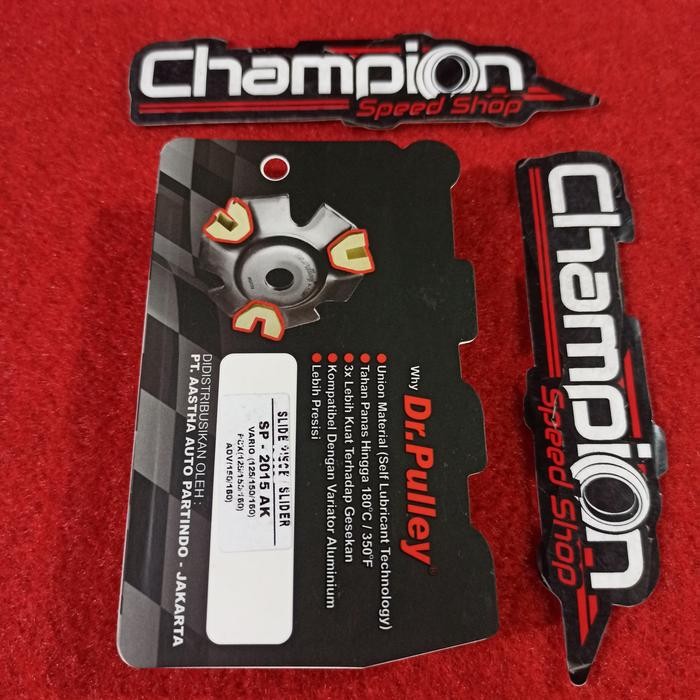 Champion
Speed Shop
Why Dr.Pulley®
Union Material (Self Lubricant Technology)
Tahan Panas Hingga 180°C / 350°F
3x Lebih Kuat Terhadap Gesekan
Kompatibel Dengan Variator Aluminium
Lebih Presisi
SLIDE PIECE / SLIDER
SP - 2015 AK
VARIO (125/150/160)
PCX(125/150/160)
ADV(150/160)
DIDISTRIBUSIKAN OLEH :
PT. AASTHA AUTO PARTINDO - JAKARTA
Champion
Speed Shop